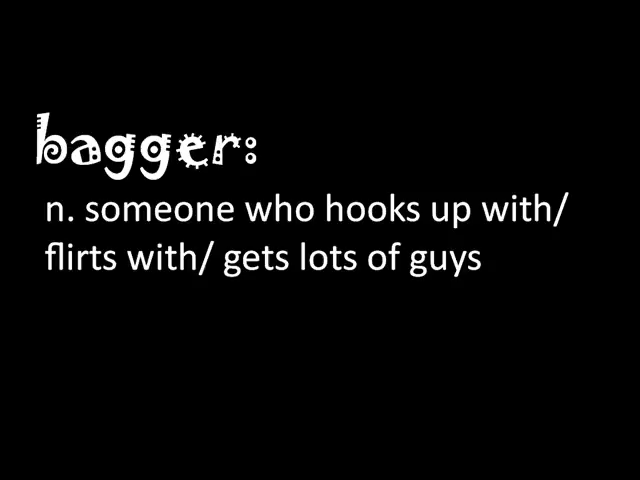 bagger:
n. someone who hooks up with/
flirts with/ gets lots of guys